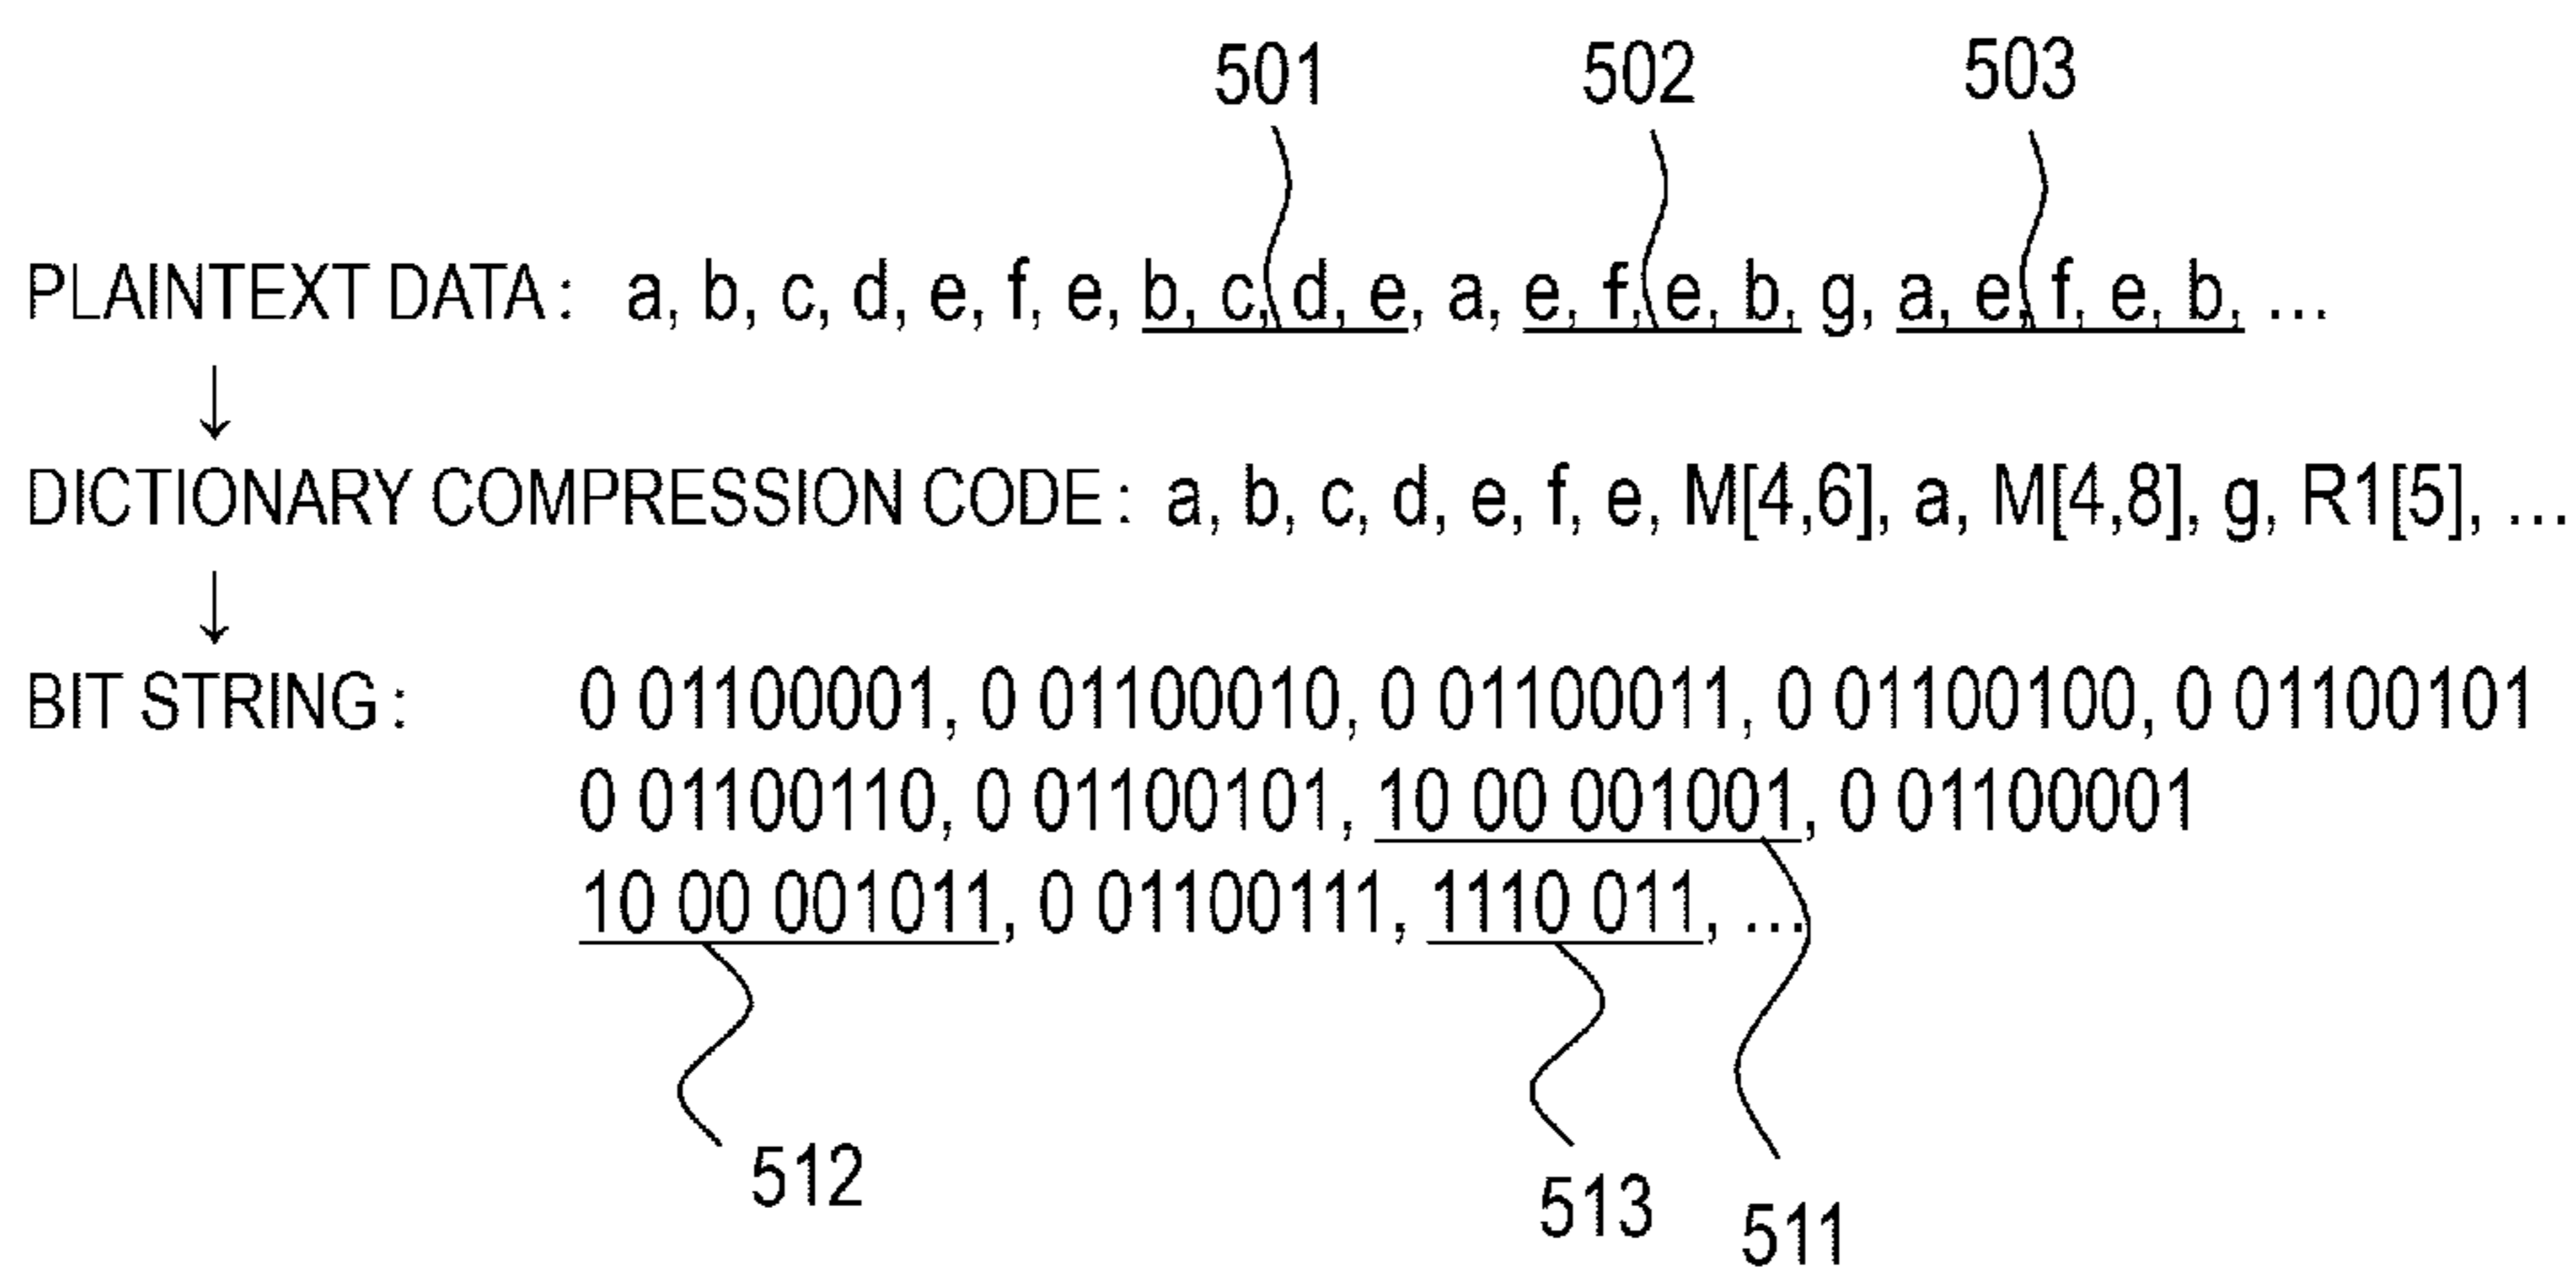 501 502 503
PLAINTEXT DATA: a, b, c, d, e, f, e, b, c, d, e, a, e, f, e, b, g, a, e, f, e, b, ...
↓
DICTIONARY COMPRESSION CODE: a, b, c, d, e, f, e, M[4,6], a, M[4,8], g, R1[5], ...
↓
BIT STRING: 0 01100001, 0 01100010, 0 01100011, 0 01100100, 0 01100101
0 01100110, 0 01100101, 10 00 001001, 0 01100001
10 00 001011, 0 01100111, 1110 011, ...
512 513 511